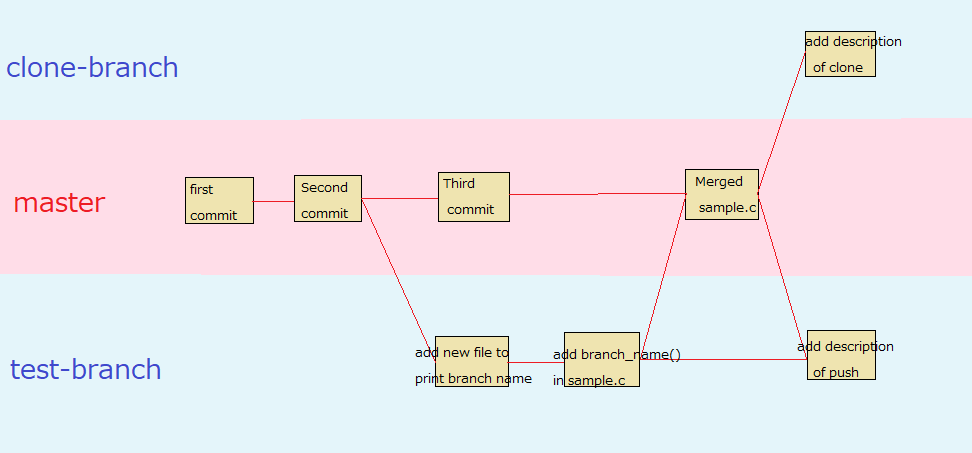 clone-branch
add description
of clone
master
first
commit
Second
commit
Third
commit
Merged
sample.c
test-branch
add new file to
print branch name
add branch_name()
in sample.c
add description
of push